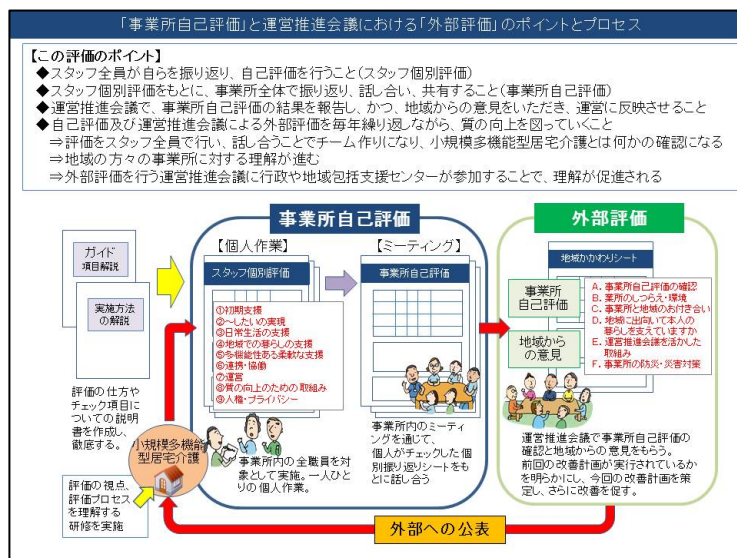 「事業所自己評価」と運営推進会議における「外部評価」のポイントとプロセス
【この評価のポイント】
◆スタッフ全員が自らを振り返り、自己評価を行うこと(スタッフ個別評価)
◆スタッフ個別評価をもとに、事業所全体で振り返り、話し合い、共有すること(事業所自己評価)
◆運営推進会議で、事業所自己評価の結果を報告し、かつ、地域からの意見をいただき、運営に反映させること
◆自己評価及び運営推進会議による外部評価を毎年繰り返しながら、質の向上を図っていくこと
⇒評価をスタッフ全員で行い、話し合うことでチーム作りになり、小規模多機能型居宅介護とは何かの確認になる
⇒地域の方々の事業所に対する理解が進む
⇒外部評価を行う運営推進会議に行政や地域包括支援センターが参加することで、理解が促進される
ガイド
項目解説
実施方法
の解説
評価の仕方や
チェック項目に
ついての説明
書を作成し、
徹底する。
小規模多機能
型居宅介護
評価の視点、
評価プロセス
を理解する
研修を実施
事業所自己評価
【個人作業】
スタッフ個別評価
①初期支援
②～したいの実現
③日常生活の支援
④地域での暮らしの支援
⑤多機能性ある柔軟な支援
⑥連携・協働
⑦運営
⑧質の向上のための取組み
⑨人権・プライバシー
事業所内の全職員を対
象として実施。一人ひ
とりの個人作業。
【ミーティング】
事業所自己評価
事業所内のミーティ
ングを通じて、
個人がチェックした個
別振り返りシートをも
とに話し合う
外部評価
地域かかわりシート
事業所
自己評価
地域から
の意見
A. 事業所自己評価の確認
B. 業所のしつらえ・環境
C. 事業所と地域のお付き合い
D. 地域に出向いて本人の
暮らしを支えていますか
E. 運営推進会議を活かした
取組み
F. 事業所の防災・災害対策
運営推進会議で事業所自己評価の
確認と地域からの意見をもらう。
前回の改善計画が実行されているか
を明らかにし、今回の改善計画を策
定し、さらに改善を促す。
外部への公表